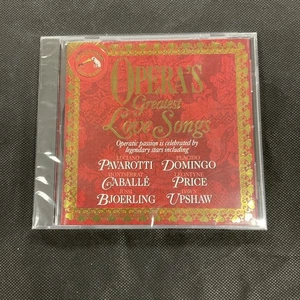 OPERA'S
Greatest
Love Songs
Operatic passion is celebrated by
legendary stars including
LUCIANO PLACIDO
PAVAROTTI DOMINGO
MONTSERRAT LEONTYNE
CABALLÉ PRICE
JUSSI DAWN
BJOERLING UPSHAW